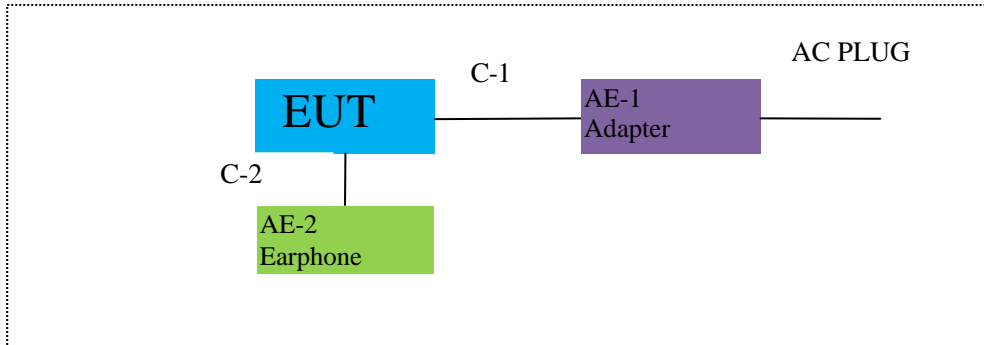 AC PLUG
C-1
EUT
AE-1
Adapter
C-2
AE-2
Earphone